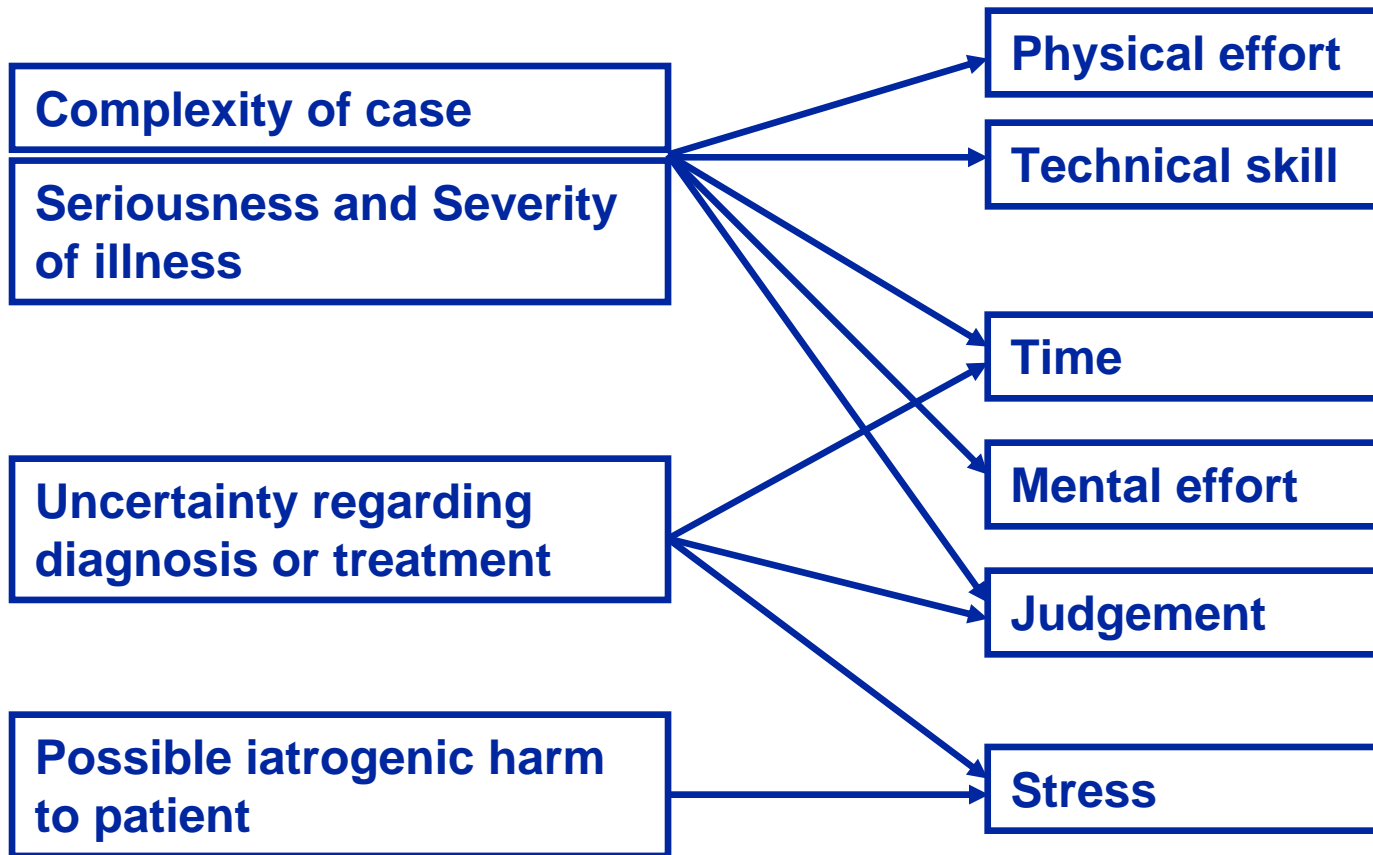 Complexity of case
Seriousness and Severity
of illness
Uncertainty regarding
diagnosis or treatment
Possible iatrogenic harm
to patient
Physical effort
Technical skill
Time
Mental effort
Judgement
Stress